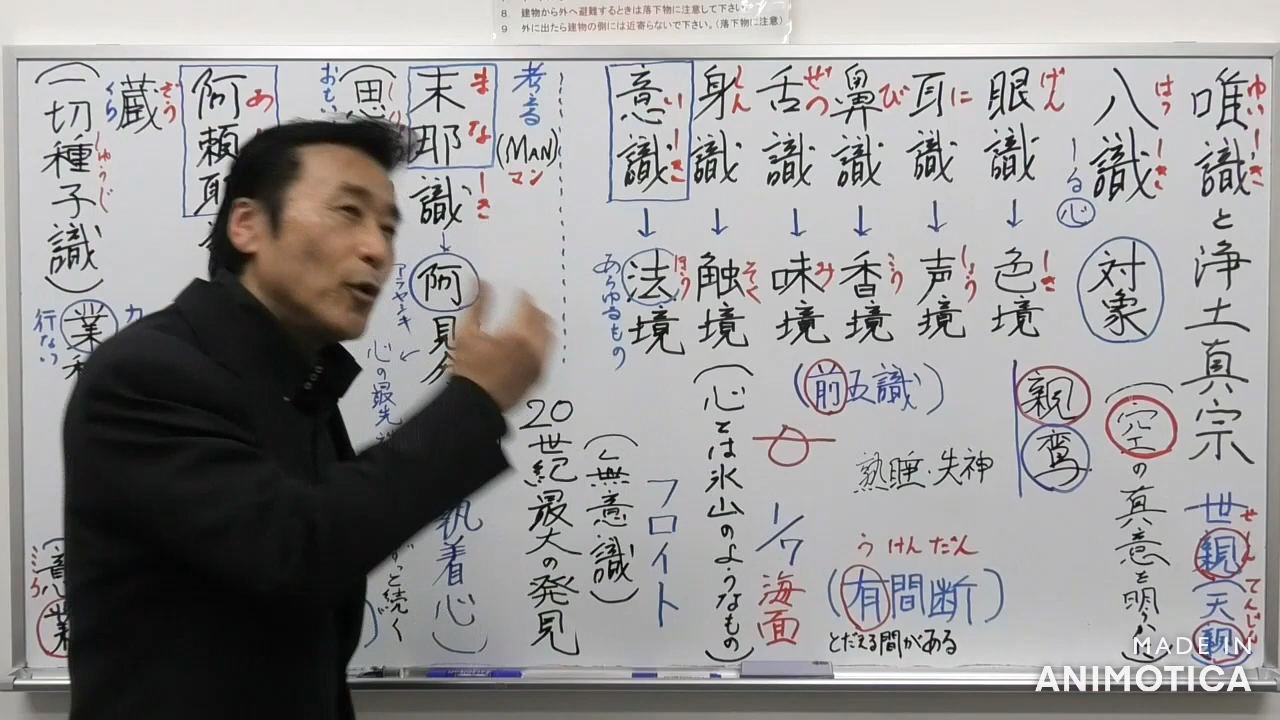 8. 建物から外へ避難するときは落下物に注意して下さい
9 外に出たら建物の側には近寄らないで下さい。(落下物に注意)
唯識と浄土真宗
ゆいしき
世親(天親
せ しん てんじん
八識
はっしき
しる心
対象
(空の真意を明らか)
親鸞
眼識
げん
↓
色境
しき
耳識
に
↓
声境
しょう
鼻識
び
↓
香境
こう
舌識
ぜつ
↓
味境
み
身識
しん
↓
触境
そく
意識
いしき
↓
法境
ほう
あらゆるもの
(前五識)
熟睡・失神
うけんだん
(有間断)
とだえる間がある
1/7 海面
(心とは氷山のようなもの)
フロイト
(無意識)
20世紀最大の発見
考える
(MAN)
マン
末那識
まなしき
↓
阿見分
アラヤシキ
心の最先
執着心)
ずっと続く
(思
おもい
阿頼耶
あ
蔵
ぞう
くら
(一切種子識)
しゅうじ
業
行ない
意業
MADE IN
ANIMOTICA